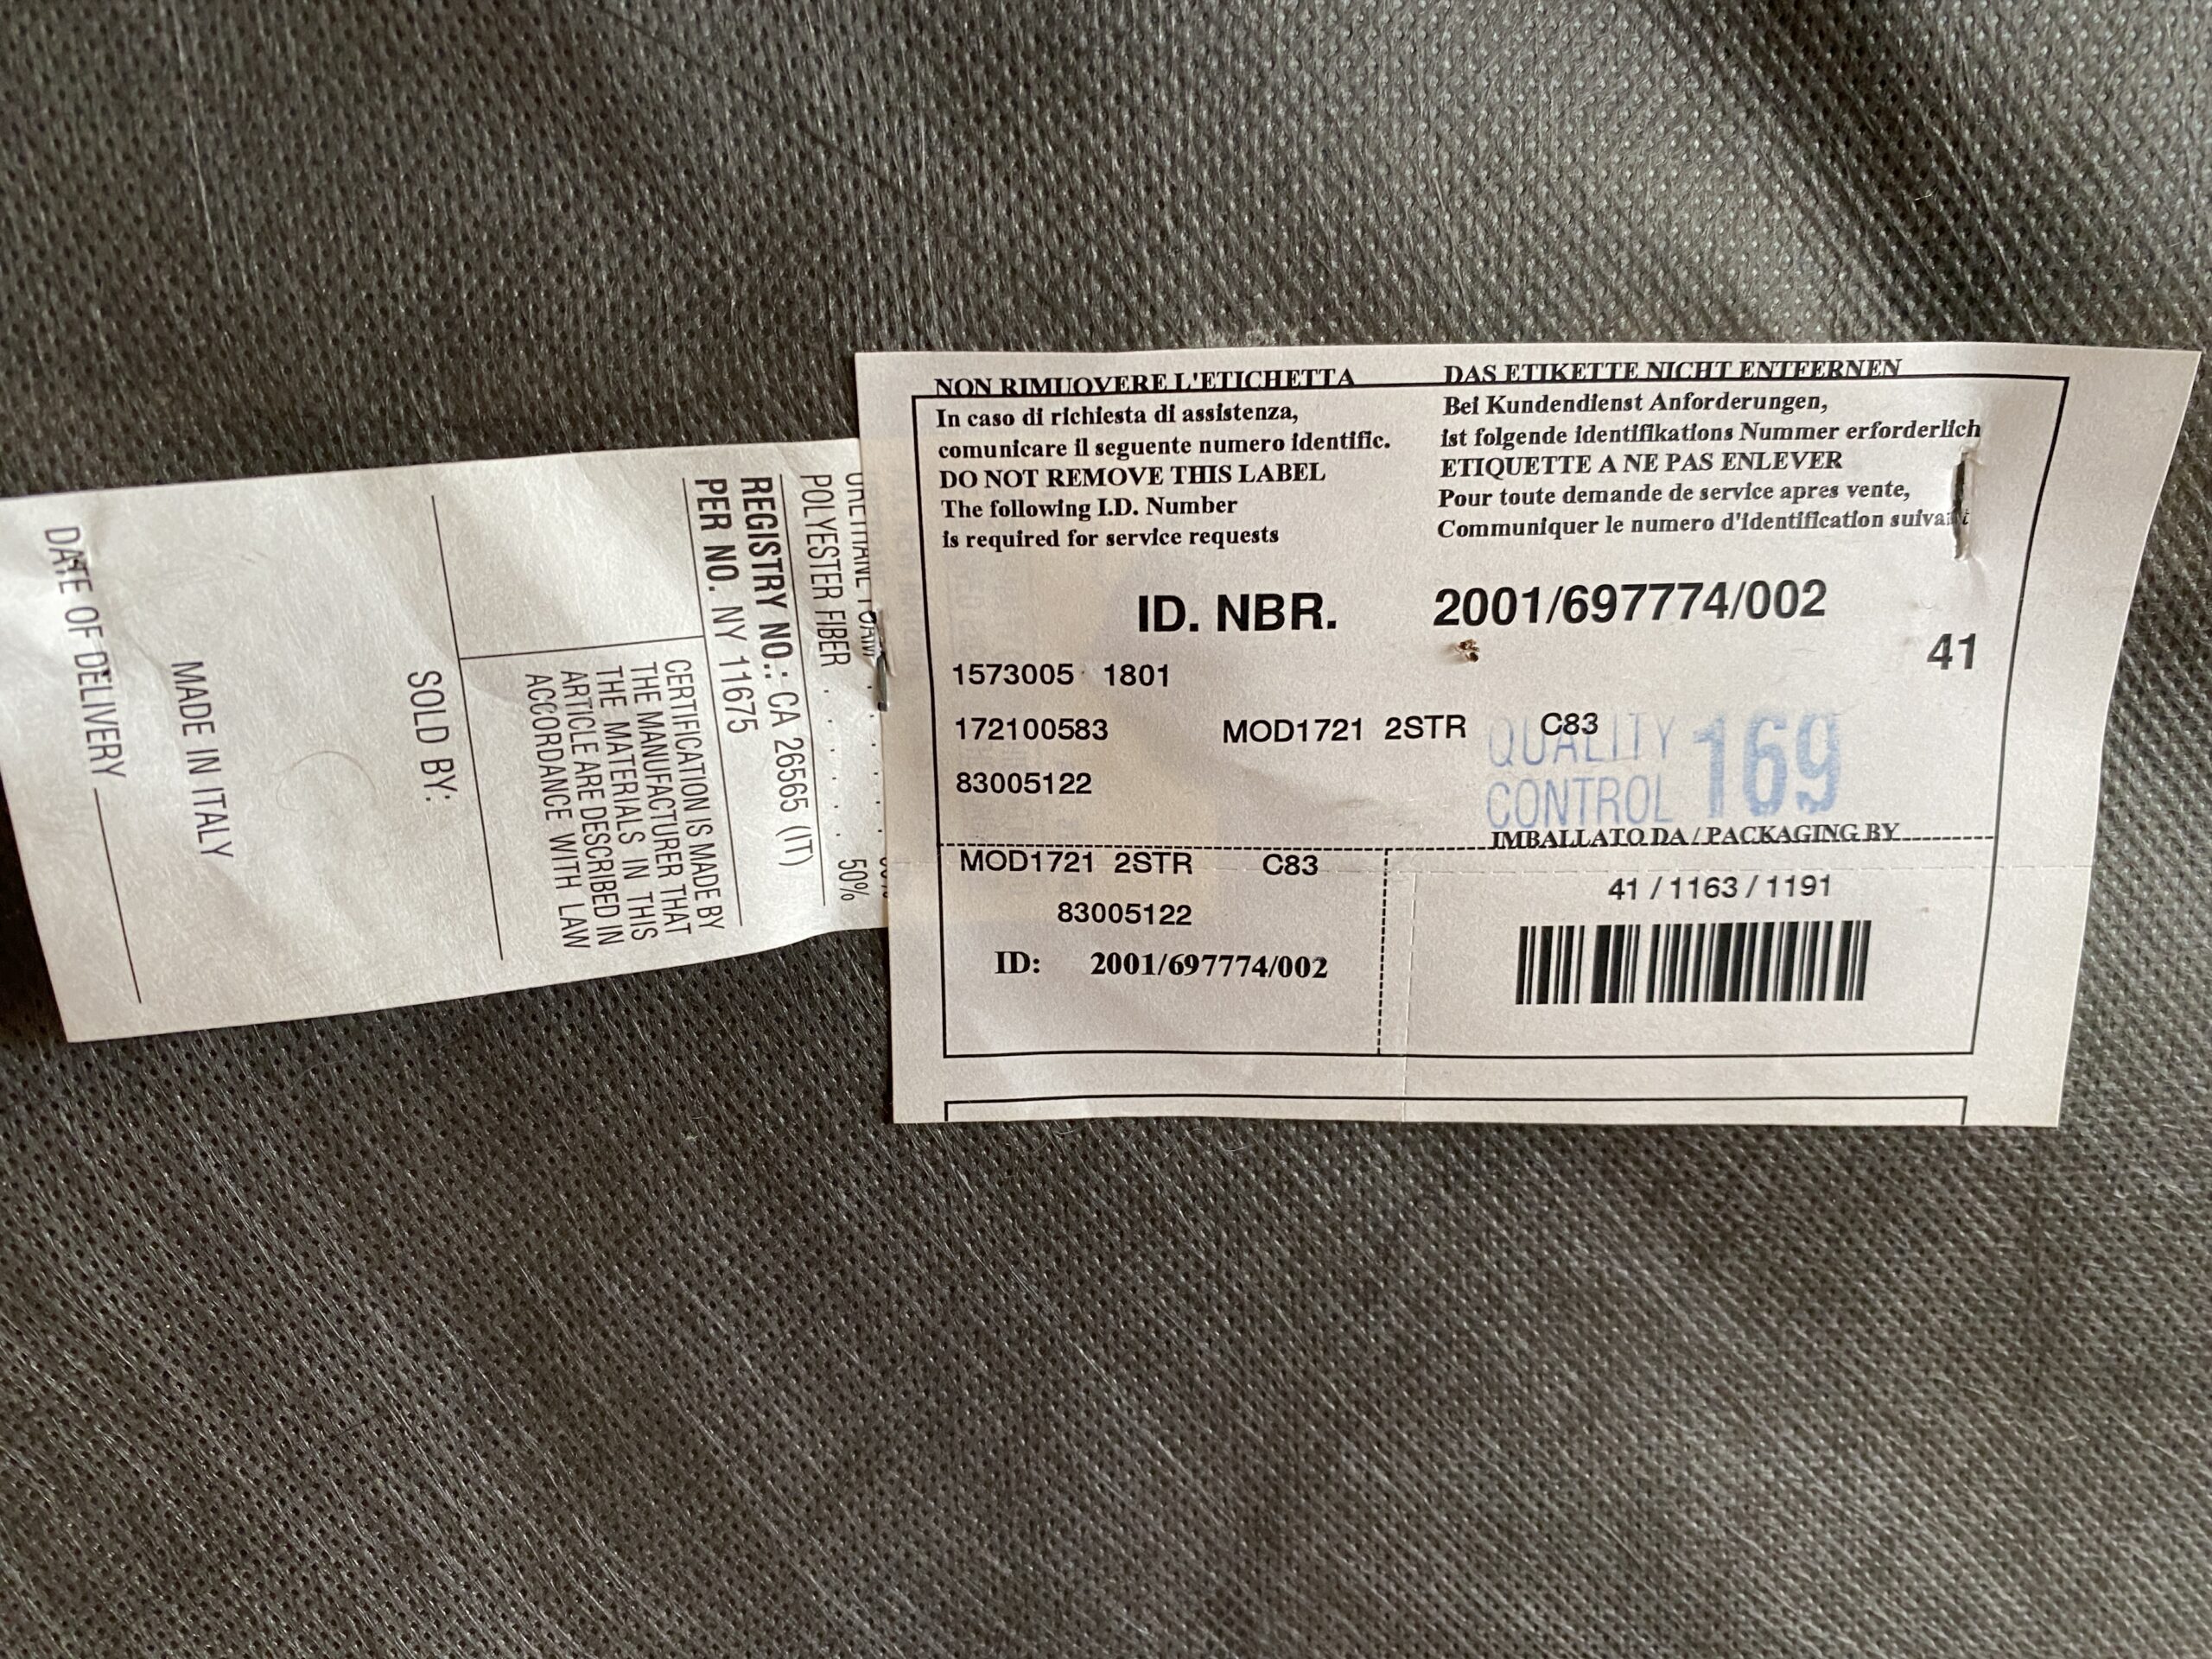 NON RIMUOVERE L'ETICHETTA
In caso di richiesta di assistenza,
comunicare il seguente numero identific.
DO NOT REMOVE THIS LABEL
The following I.D. Number
is required for service requests
DAS ETIKETTE NICHT ENTFERNEN
Bei Kundendienst Anforderungen,
ist folgende identifikations Nummer erforderlich
ETIQUETTE A NE PAS ENLEVER
Pour toute demande de service apres vente,
Communiquer le numero d'identification suivant
ID. NBR. 2001/697774/002
41
1573005 1801
172100583 MOD1721 2STR C83
83005122
QUALITY
CONTROL 169
IMBALLATO DA / PACKAGING BY
MOD1721 2STR C83
83005122
ID: 2001/697774/002
41 / 1163 / 1191
URETHANE FOAM
POLYESTER FIBER . . . . . 50%
REGISTRY NO.: CA 26565 (IT)
PER NO. NY 11675
CERTIFICATION IS MADE BY
THE MANUFACTURER THAT
THE MATERIALS IN THIS
ARTICLE ARE DESCRIBED IN
ACCORDANCE WITH LAW
SOLD BY:
MADE IN ITALY
DATE OF DELIVERY